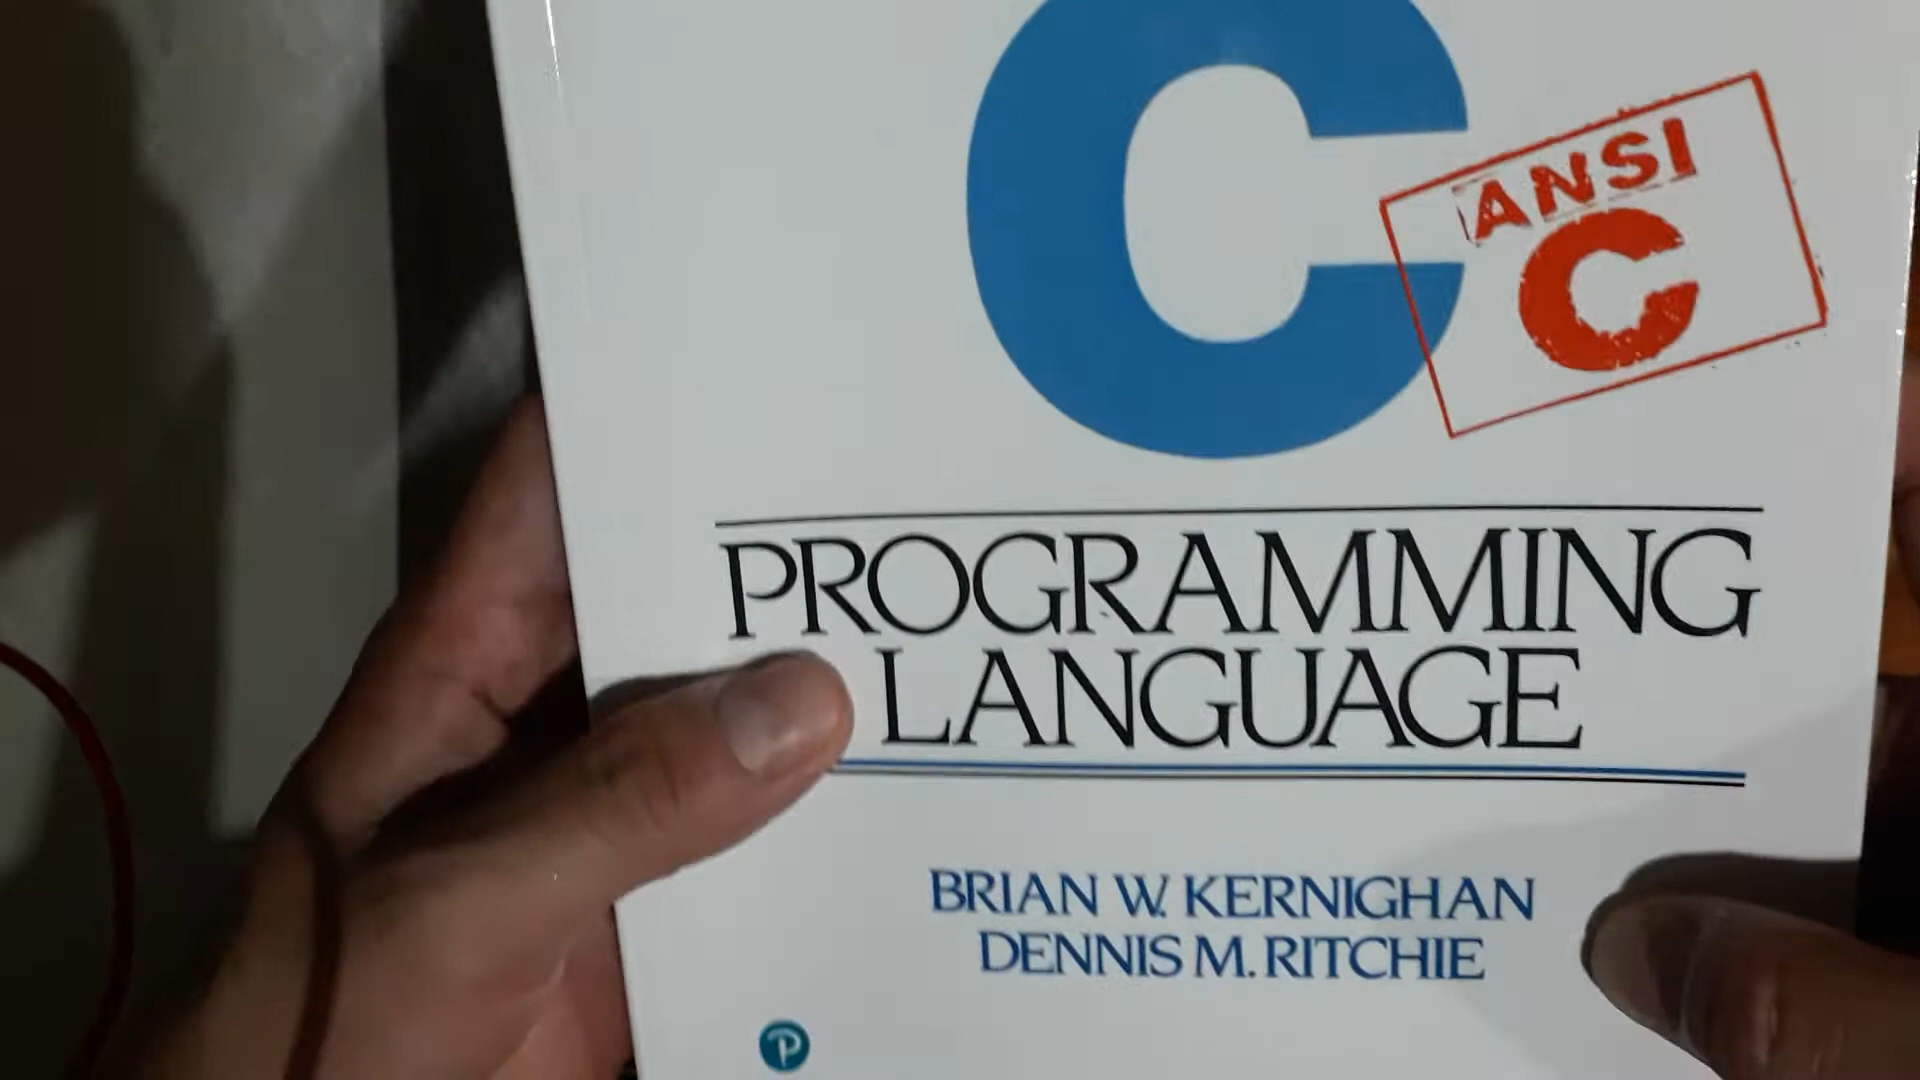 C
ANSI
C
PROGRAMMING
LANGUAGE
BRIAN W. KERNIGHAN
DENNIS M. RITCHIE
P